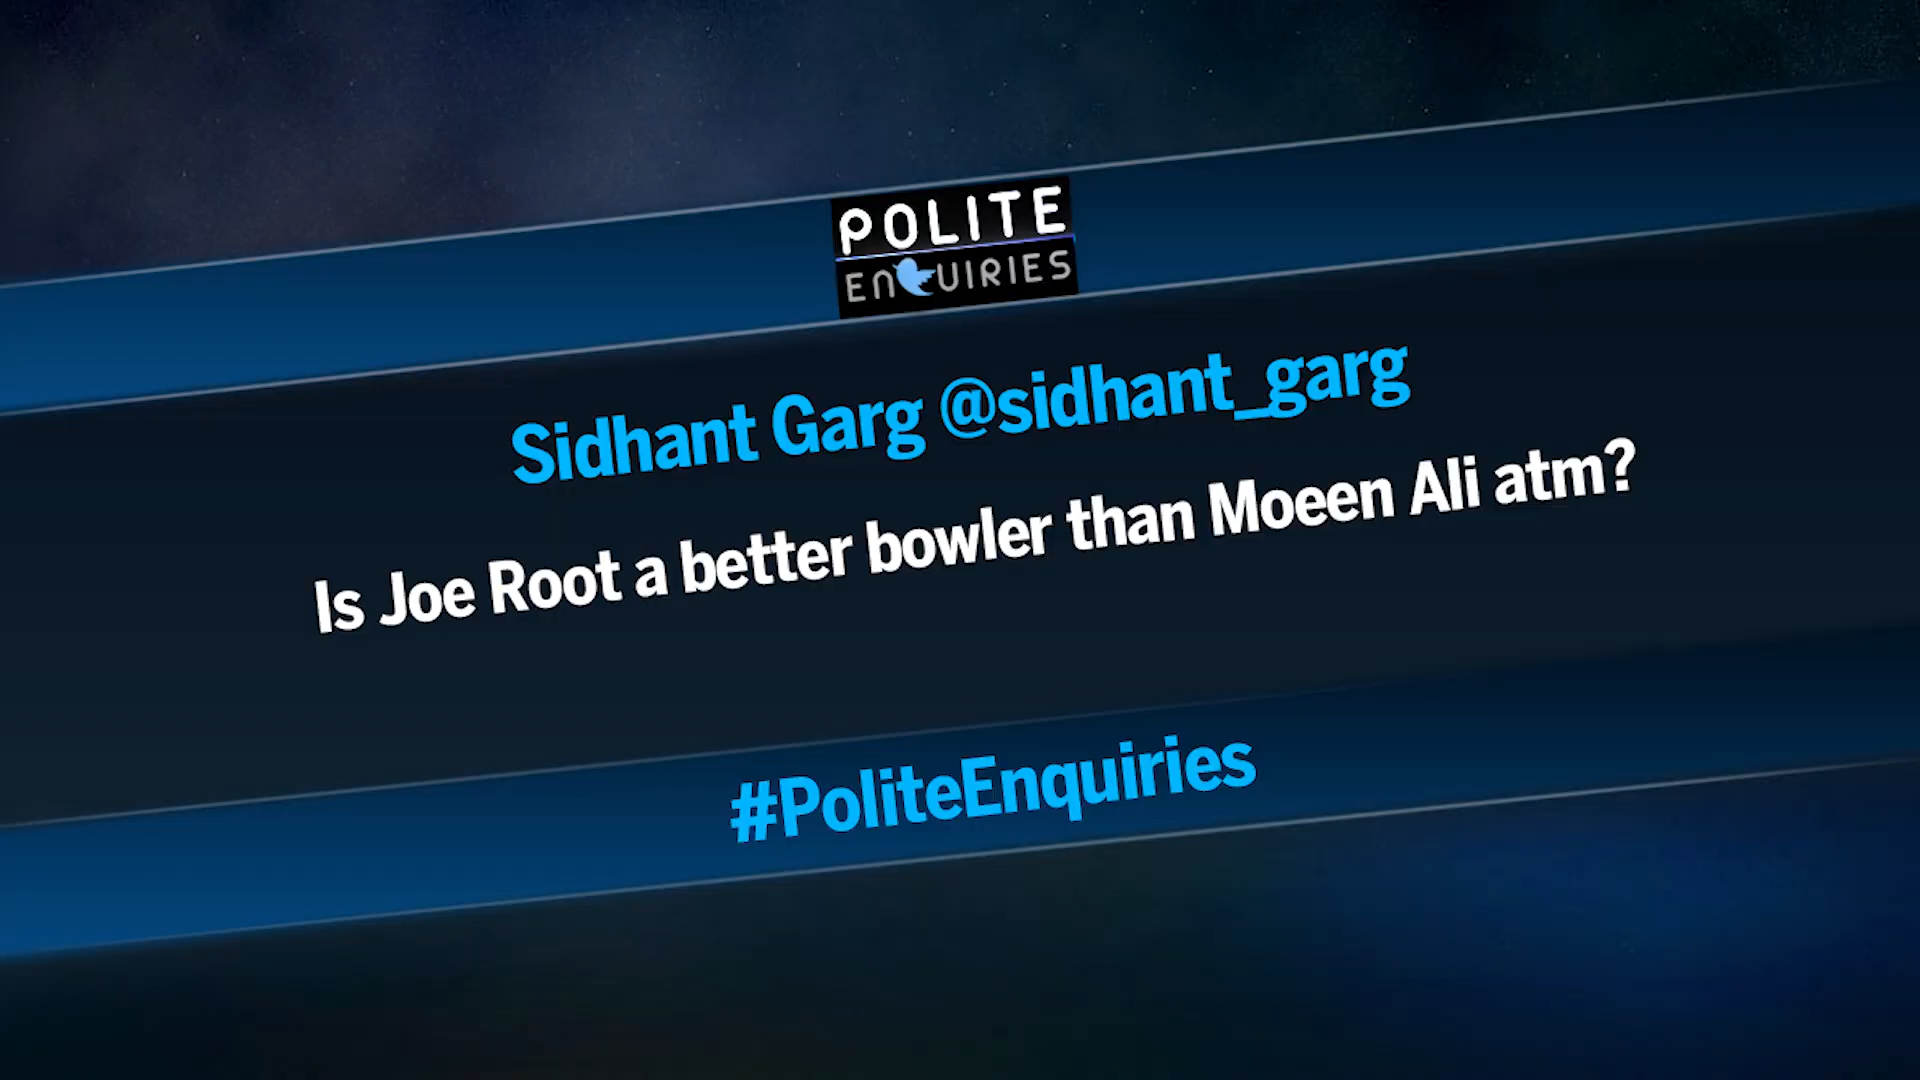 POLITE
ENQUIRIES
Sidhant Garg @sidhant_garg
Is Joe Root a better bowler than Moeen Ali atm?
#PoliteEnquiries